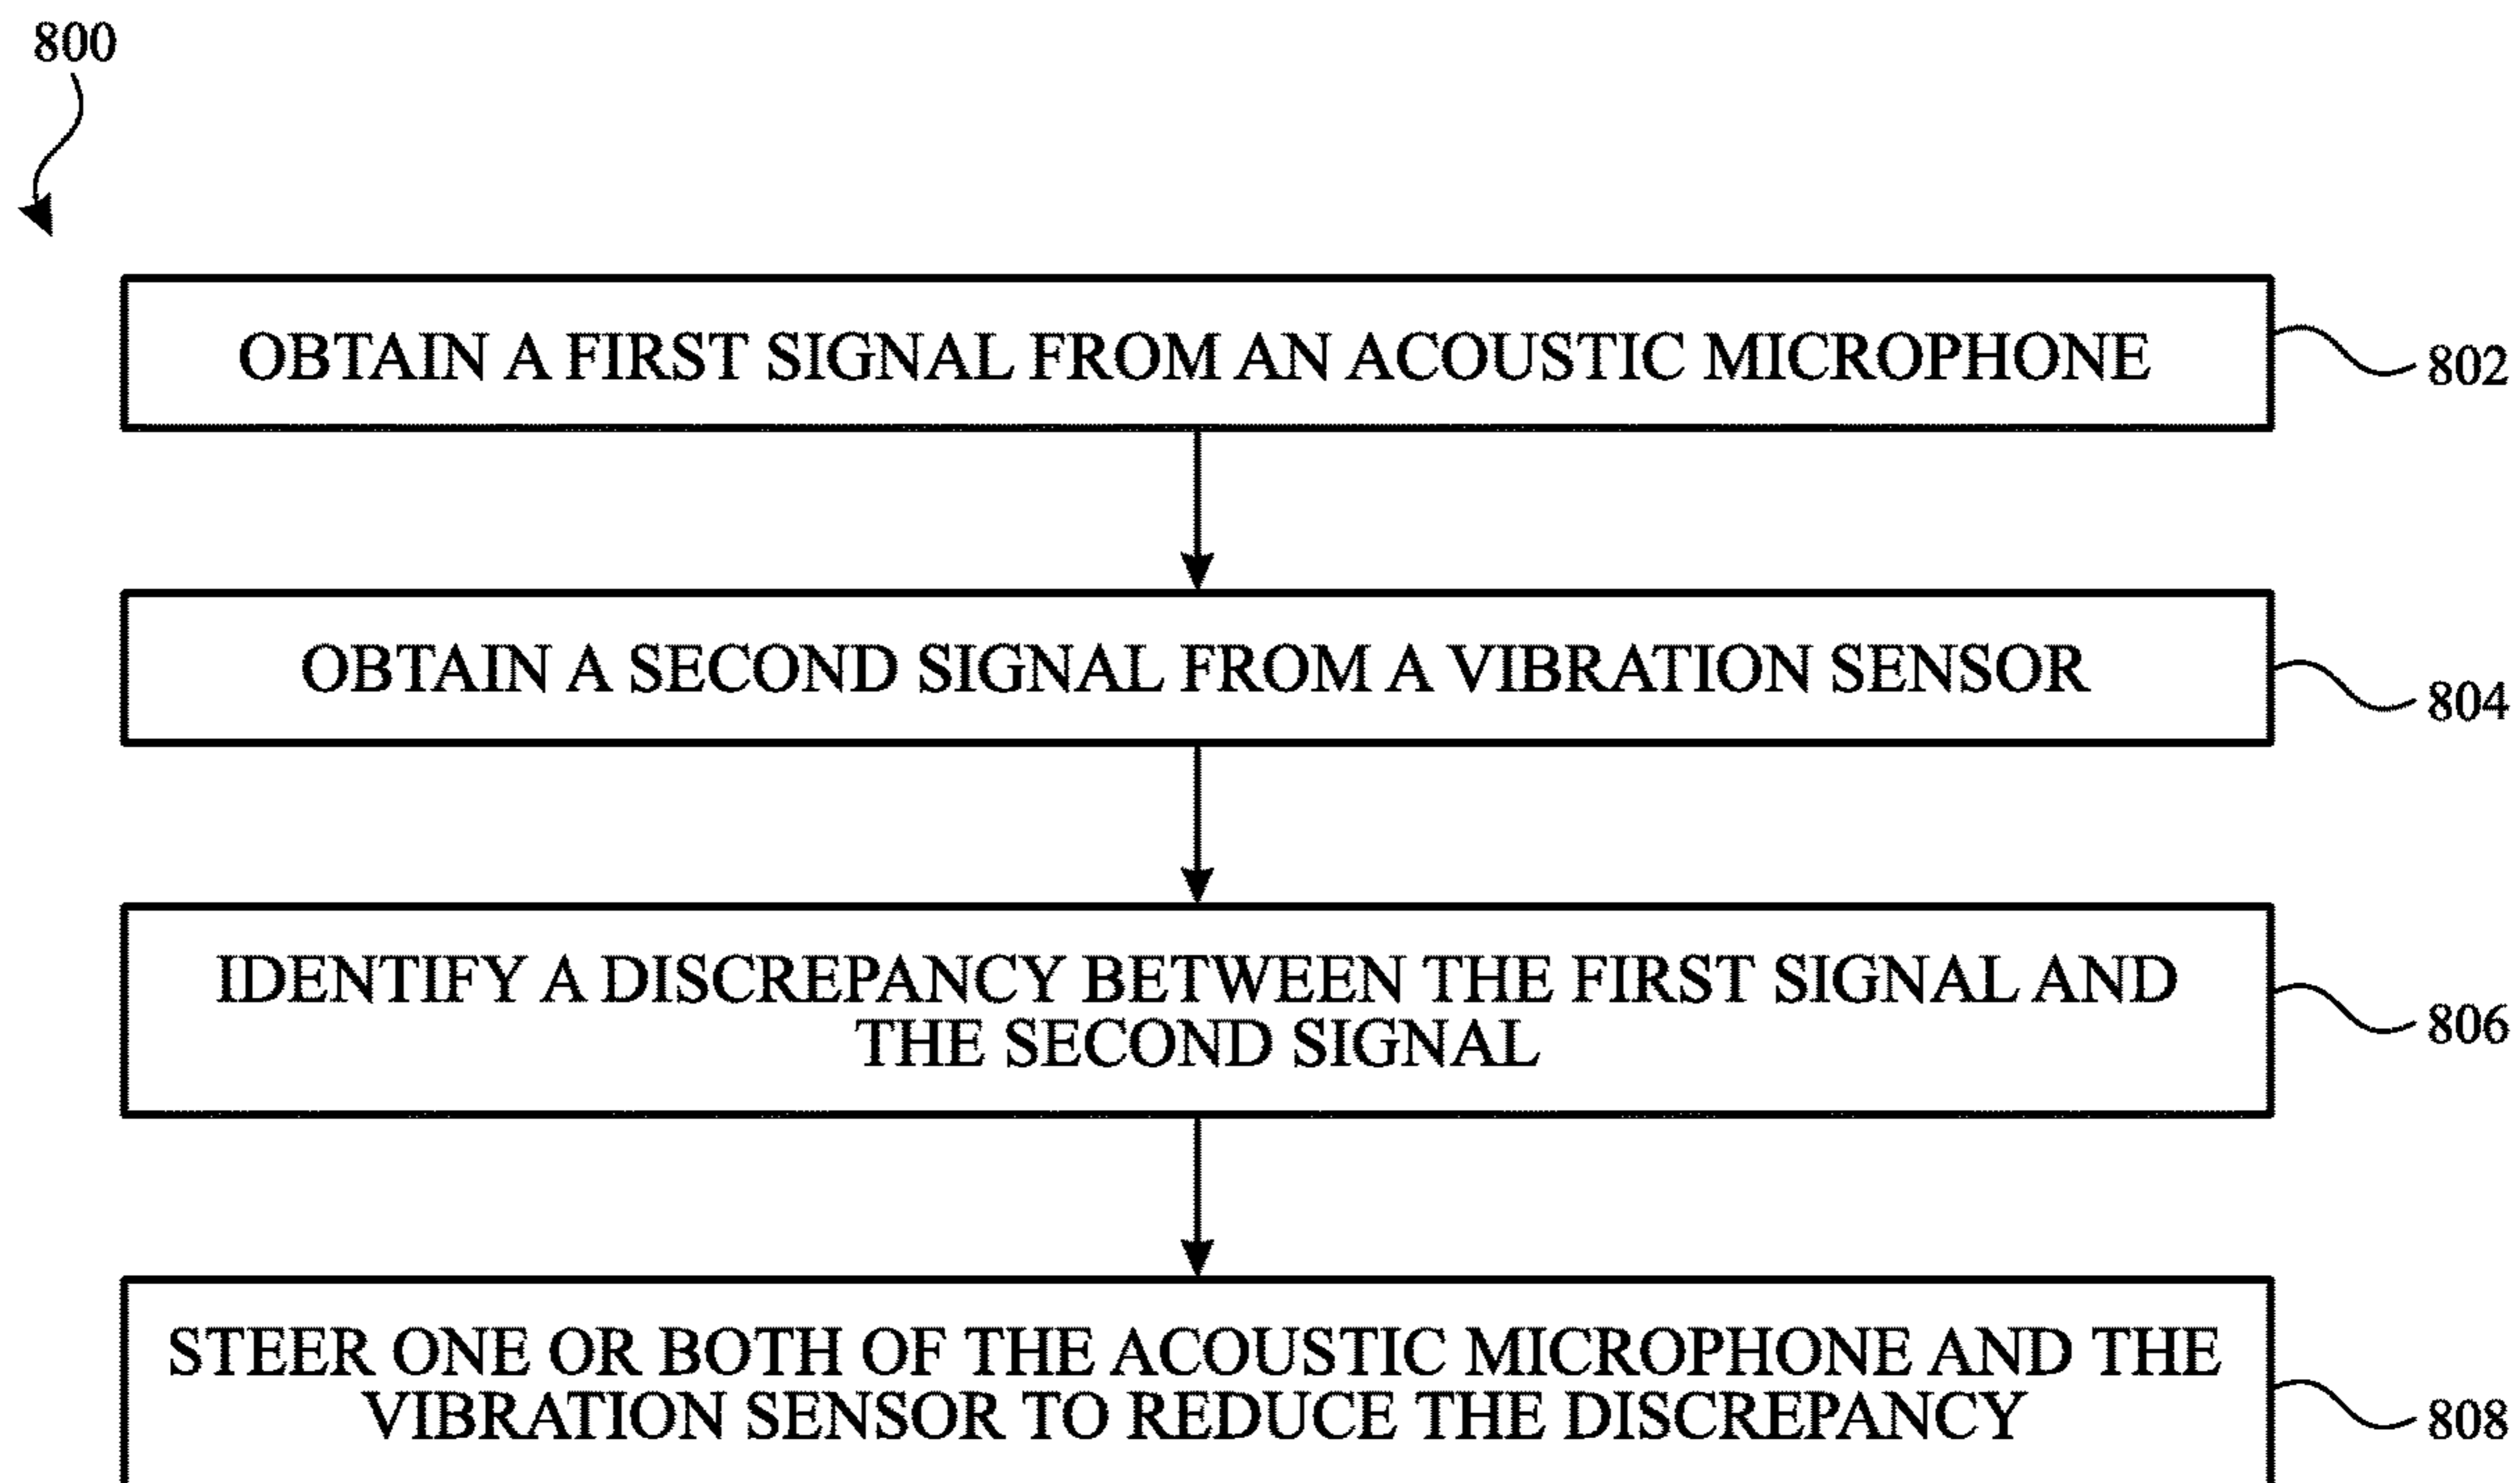 800
OBTAIN A FIRST SIGNAL FROM AN ACOUSTIC MICROPHONE
802
OBTAIN A SECOND SIGNAL FROM A VIBRATION SENSOR
804
IDENTIFY A DISCREPANCY BETWEEN THE FIRST SIGNAL AND
THE SECOND SIGNAL
806
STEER ONE OR BOTH OF THE ACOUSTIC MICROPHONE AND THE
VIBRATION SENSOR TO REDUCE THE DISCREPANCY
808